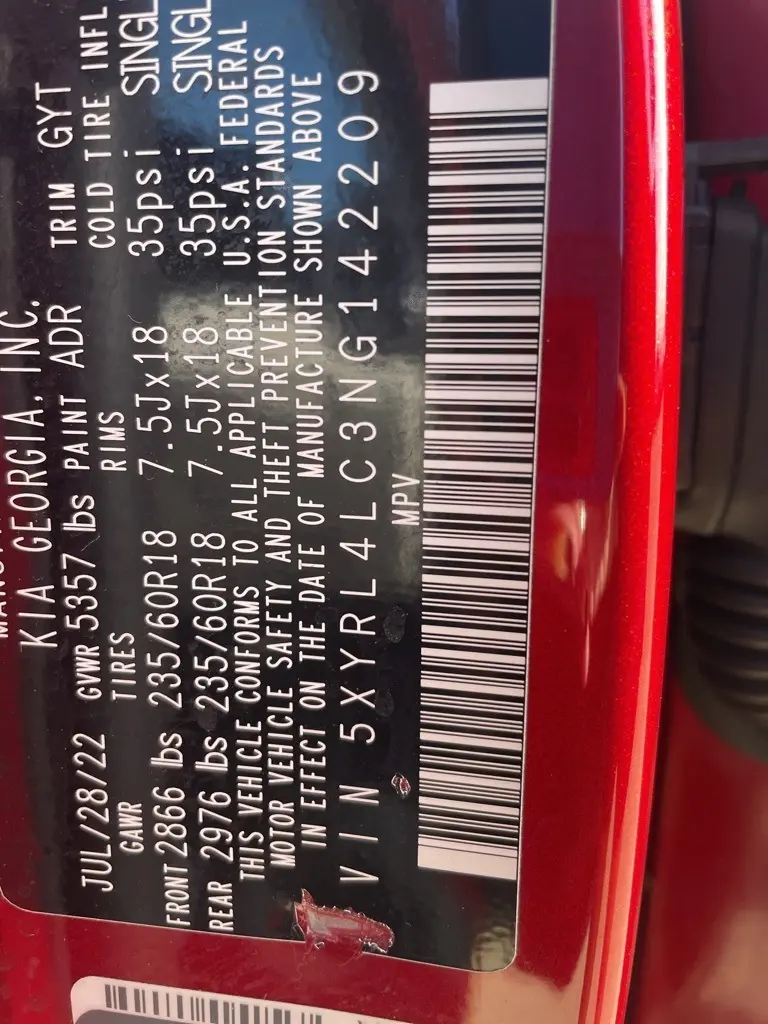 KIA GEORGIA, INC.
JUL/28/22 GVWR 5357 lbs PAINT ADR TRIM GYT
GAWR TIRES RIMS COLD TIRE INFL
FRONT 2866 lbs 235/60R18 7.5Jx18 35psi SINGL
REAR 2976 lbs 235/60R18 7.5Jx18 35psi SINGL
THIS VEHICLE CONFORMS TO ALL APPLICABLE U.S.A. FEDERAL
MOTOR VEHICLE SAFETY AND THEFT PREVENTION STANDARDS
IN EFFECT ON THE DATE OF MANUFACTURE SHOWN ABOVE
VIN 5XYRL4LC3NG142209
MPV